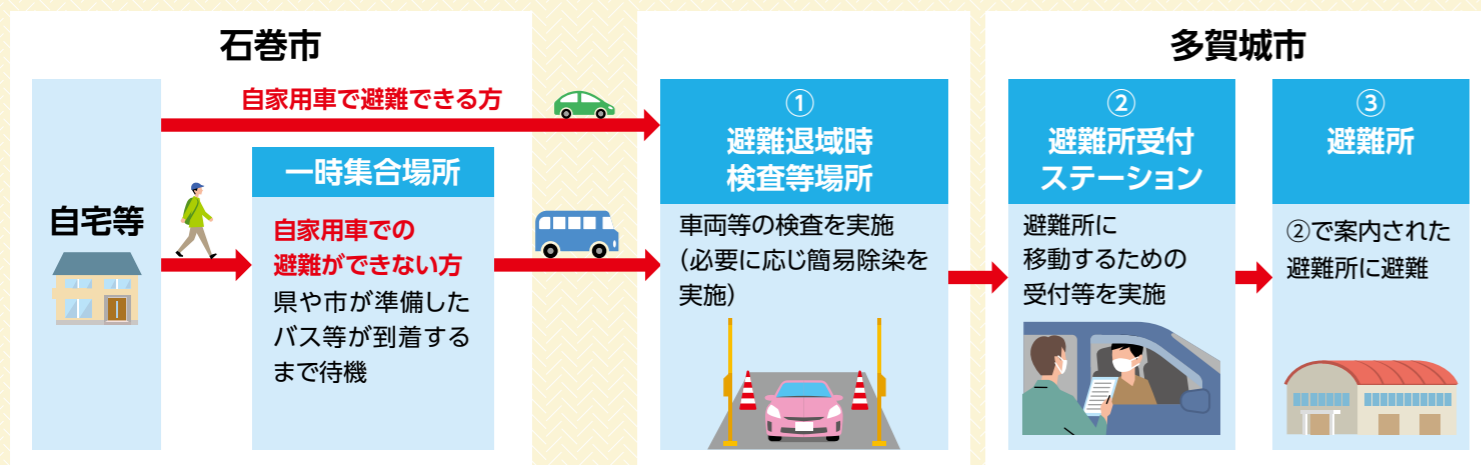 石巻市
自宅等
自家用車で避難できる方
一時集合場所
自家用車での
避難ができない方
県や市が準備した
バス等が到着する
まで待機
①
避難退域時
検査等場所
車両等の検査を実施
（必要に応じ簡易除染を
実施）
多賀城市
②
避難所受付
ステーション
避難所に
移動するための
受付等を実施
③
避難所
②で案内された
避難所に避難